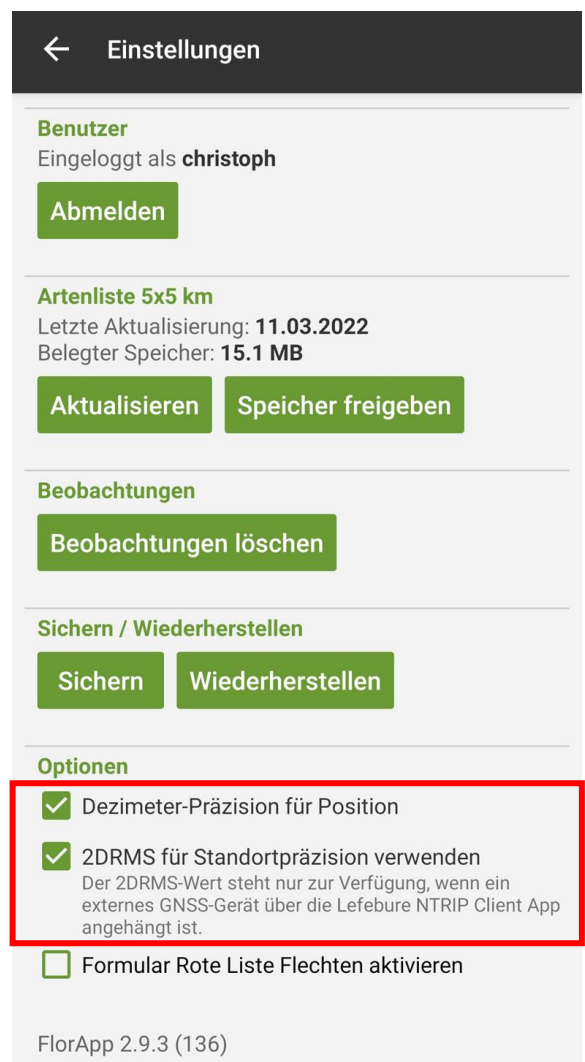 Einstellungen
Benutzer
Eingeloggt als christoph
Abmelden
Artenliste 5x5 km
Letzte Aktualisierung: 11.03.2022
Belegter Speicher: 15.1 MB
Aktualisieren Speicher freigeben
Beobachtungen
Beobachtungen löschen
Sichern / Wiederherstellen
Sichern Wiederherstellen
Optionen
Dezimeter-Präzision für Position
2DRMS für Standortpräzision verwenden
Der 2DRMS-Wert steht nur zur Verfügung, wenn ein
externes GNSS-Gerät über die Lefebure NTRIP Client App
angehängt ist.
Formular Rote Liste Flechten aktivieren
FlorApp 2.9.3 (136)